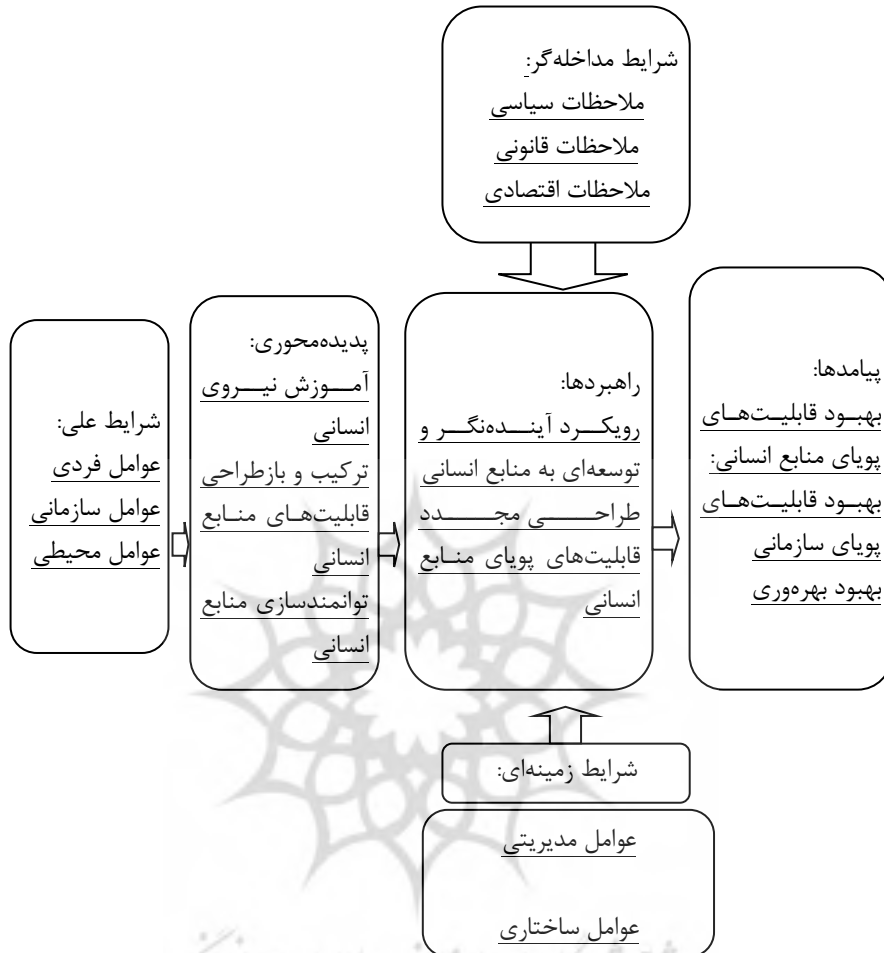 شرایط مداخله‌گر:
ملاحظات سیاسی
ملاحظات قانونی
ملاحظات اقتصادی
شرایط علی:
عوامل فردی
عوامل سازمانی
عوامل محیطی
پدیده‌محوری:
آموزش نیروی
انسانی
ترکیب و بازطراحی
قابلیت‌های منابع
انسانی
توانمندسازی منابع
انسانی
راهبردها:
رویکرد آینده‌نگر و
توسعه‌ای به منابع انسانی
طراحی مجدد
قابلیت‌های پویای منابع
انسانی
پیامدها:
بهبود قابلیت‌های
پویای منابع انسانی:
بهبود قابلیت‌های
پویای سازمانی
بهبود بهره‌وری
شرایط زمینه‌ای:
عوامل مدیریتی
عوامل ساختاری